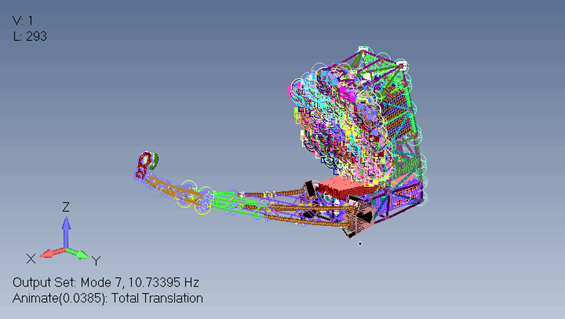 V: 1
L: 293
Z
X
Y
Output Set: Mode 7, 10.73395 Hz
Animate(0.0385): Total Translation